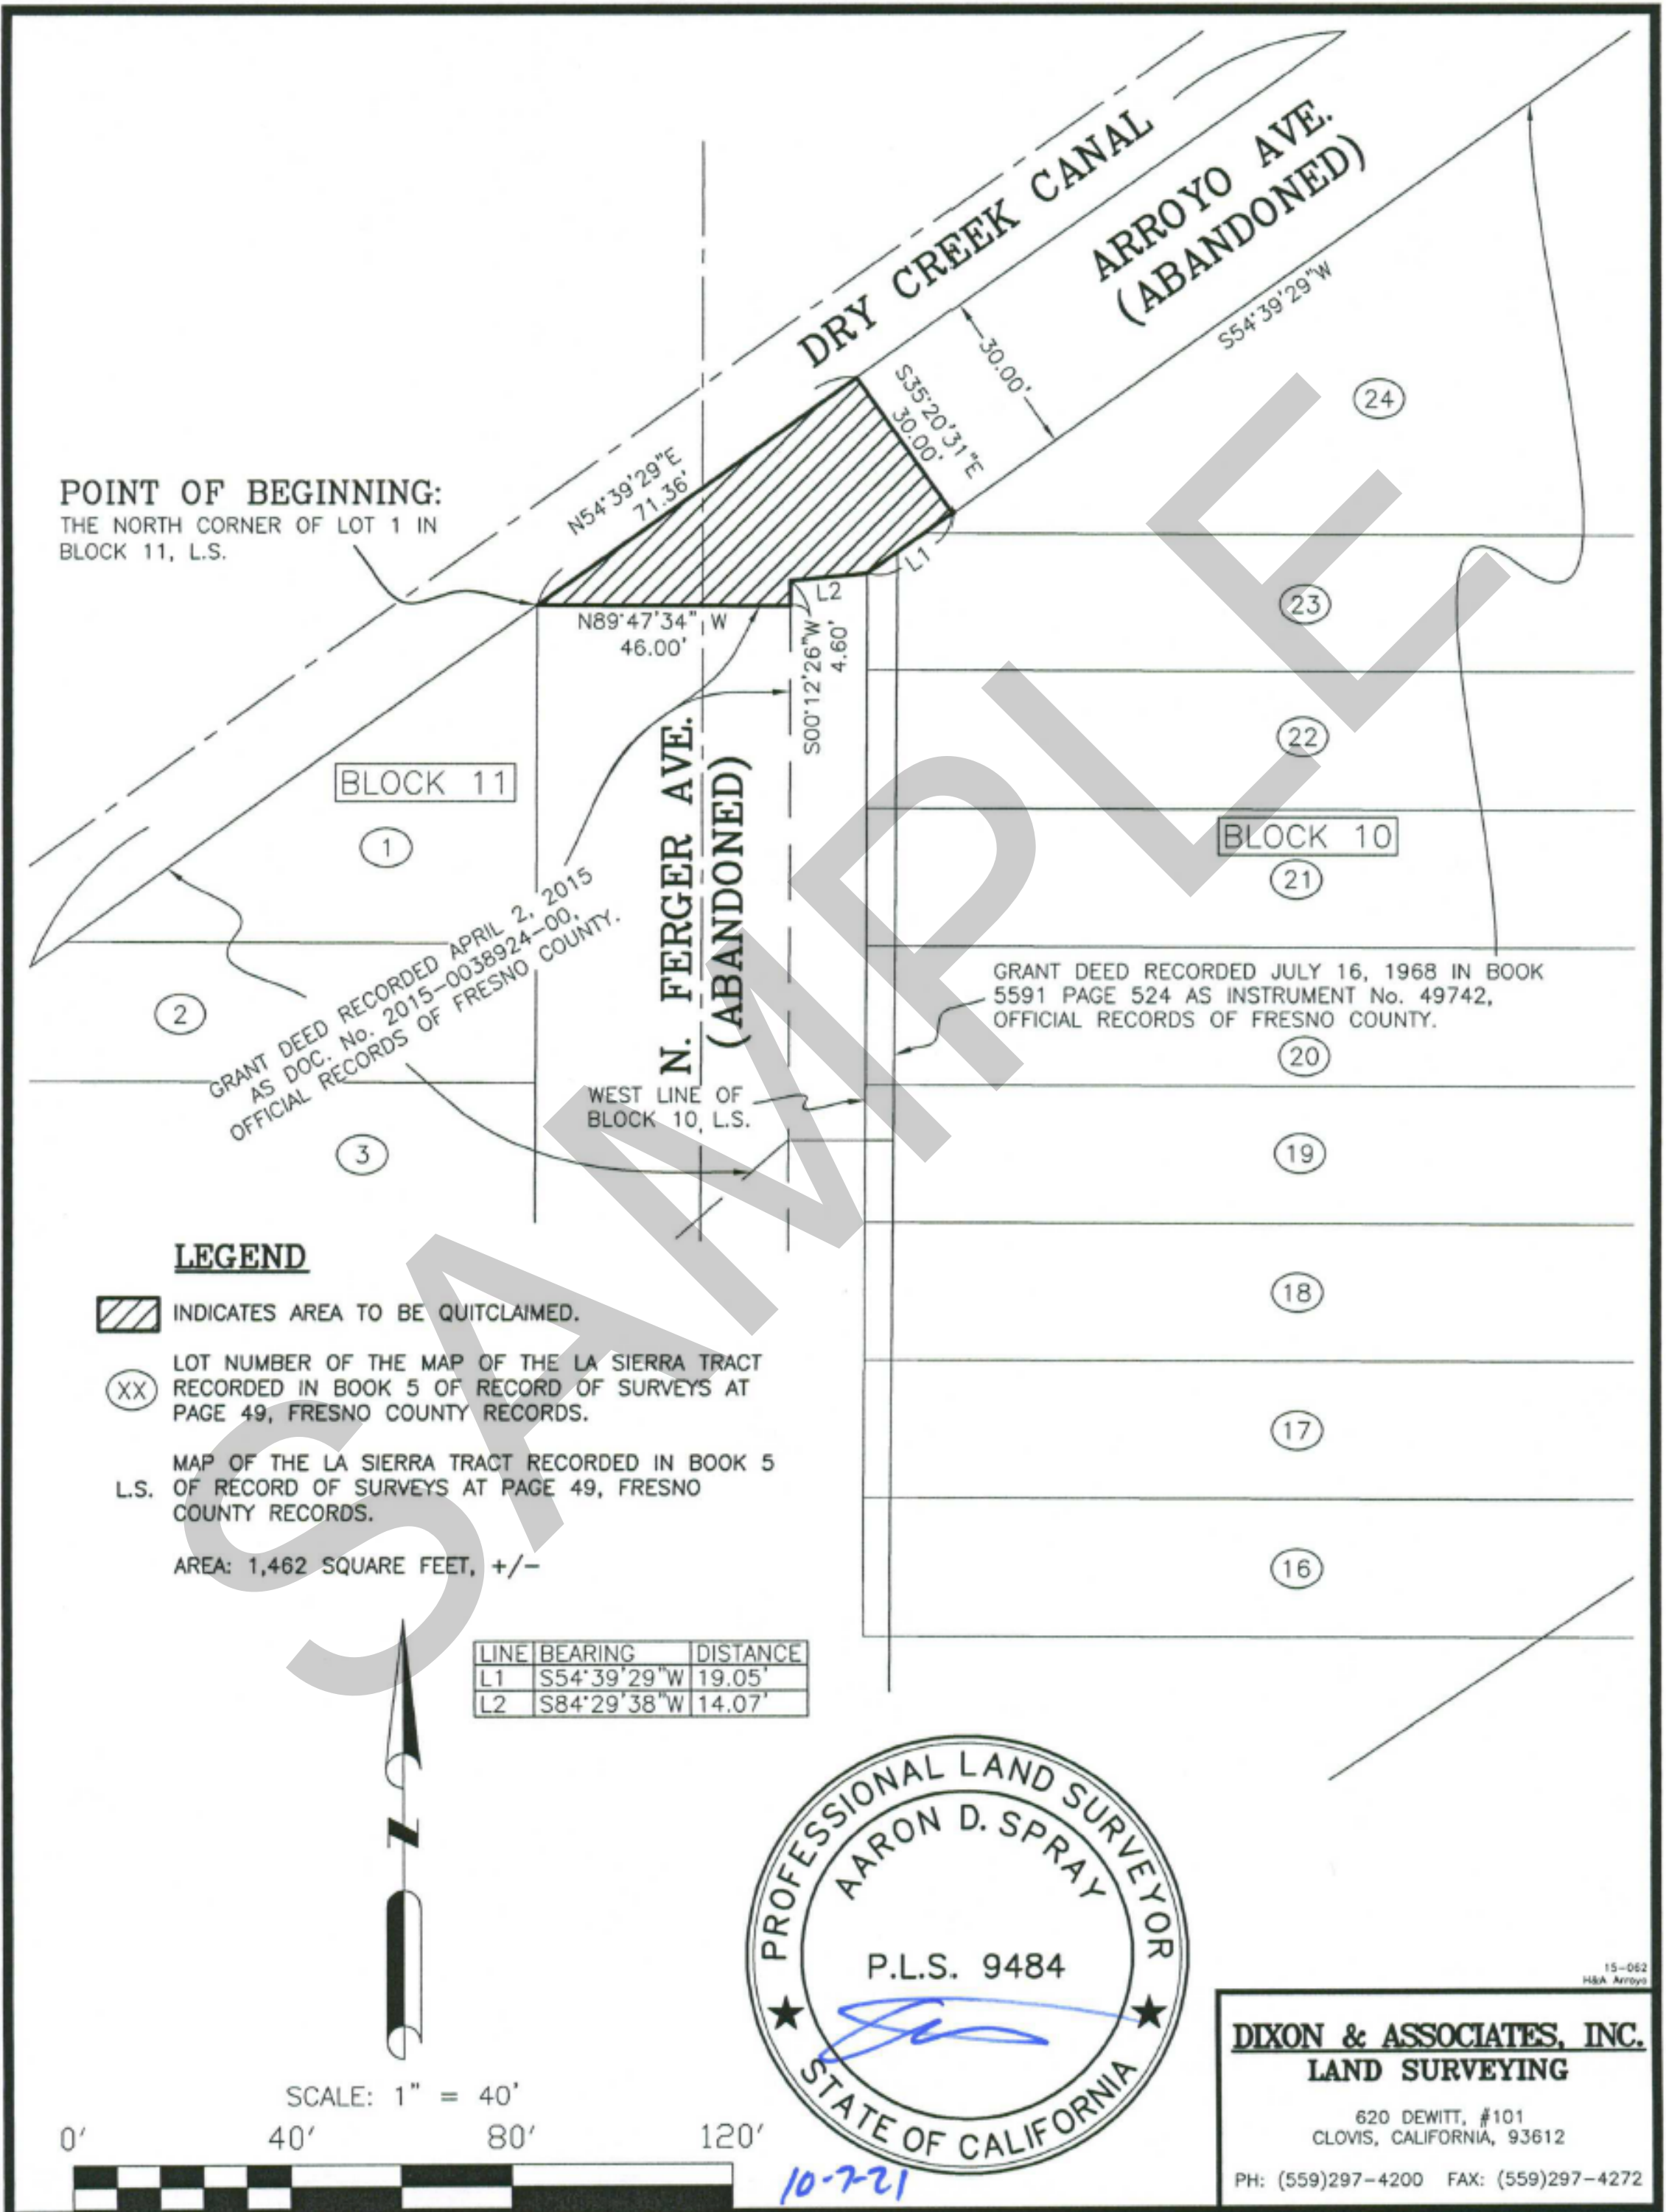 DRY CREEK CANAL
ARROYO AVE.
(ABANDONED)
S54°39'29"W
30.00'
S35°20'31"E
30.00'
24
POINT OF BEGINNING:
THE NORTH CORNER OF LOT 1 IN
BLOCK 11, L.S.
N54°39'29"E
71.36'
L1
L2
N89°47'34" W
46.00'
S00°12'26"W
4.60'
23
22
BLOCK 11
1
N. FERGER AVE.
(ABANDONED)
BLOCK 10
21
GRANT DEED RECORDED APRIL 2, 2015
AS DOC. No. 2015-0038924-00,
OFFICIAL RECORDS OF FRESNO COUNTY.
2
GRANT DEED RECORDED JULY 16, 1968 IN BOOK
5591 PAGE 524 AS INSTRUMENT No. 49742,
OFFICIAL RECORDS OF FRESNO COUNTY.
20
WEST LINE OF
BLOCK 10, L.S.
3
19
18
17
16
SAMPLE
LEGEND
INDICATES AREA TO BE QUITCLAIMED.
XX
LOT NUMBER OF THE MAP OF THE LA SIERRA TRACT
RECORDED IN BOOK 5 OF RECORD OF SURVEYS AT
PAGE 49, FRESNO COUNTY RECORDS.
L.S.
MAP OF THE LA SIERRA TRACT RECORDED IN BOOK 5
OF RECORD OF SURVEYS AT PAGE 49, FRESNO
COUNTY RECORDS.
AREA: 1,462 SQUARE FEET, +/-
LINE BEARING DISTANCE
L1 S54°39'29"W 19.05'
L2 S84°29'38"W 14.07'
N
SCALE: 1" = 40'
0' 40' 80' 120'
PROFESSIONAL LAND SURVEYOR
AARON D. SPRAY
P.L.S. 9484
STATE OF CALIFORNIA
10-7-21
15-062
H&A Arroyo
DIXON & ASSOCIATES, INC.
LAND SURVEYING
620 DEWITT, #101
CLOVIS, CALIFORNIA, 93612
PH: (559)297-4200 FAX: (559)297-4272